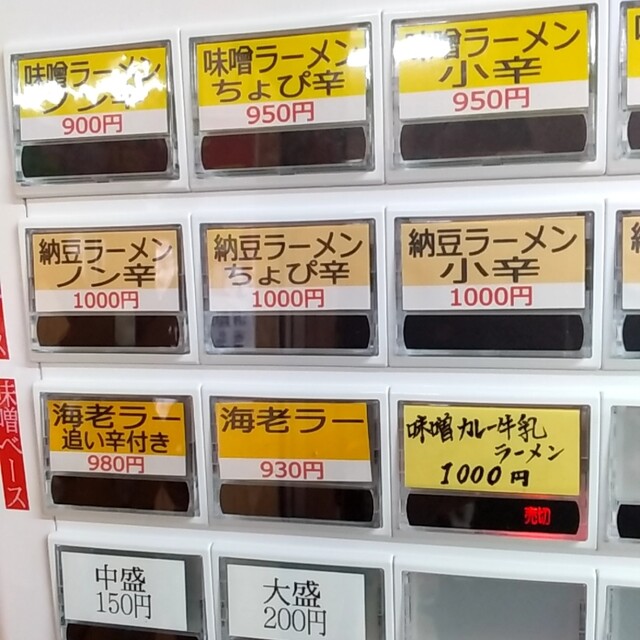 味噌ラーメン
ノン辛
900円
味噌ラーメン
ちょぴ辛
950円
味噌ラーメン
小辛
950円
納豆ラーメン
ノン辛
1000円
納豆ラーメン
ちょぴ辛
1000円
納豆ラーメン
小辛
1000円
味噌ベース
海老ラー
追い辛付き
980円
海老ラー
930円
味噌カレー牛乳
ラーメン
1000円
売切
中盛
150円
大盛
200円